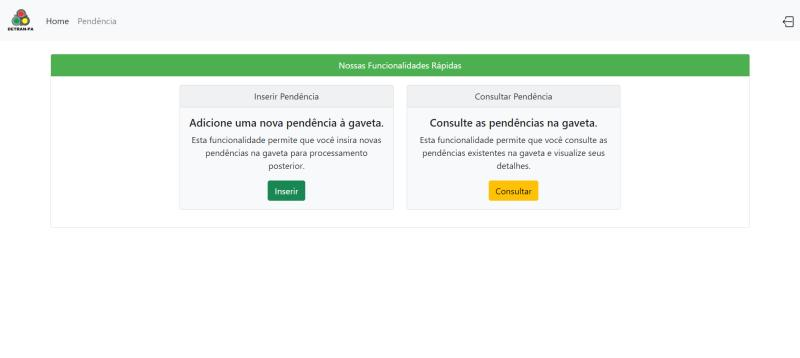 DETRAN-PA
Home
Pendência
Nossas Funcionalidades Rápidas
Inserir Pendência
Adicione uma nova pendência à gaveta.
Esta funcionalidade permite que você insira novas
pendências na gaveta para processamento
posterior.
Inserir
Consultar Pendência
Consulte as pendências na gaveta.
Esta funcionalidade permite que você consulte as
pendências existentes na gaveta e visualize seus
detalhes.
Consultar